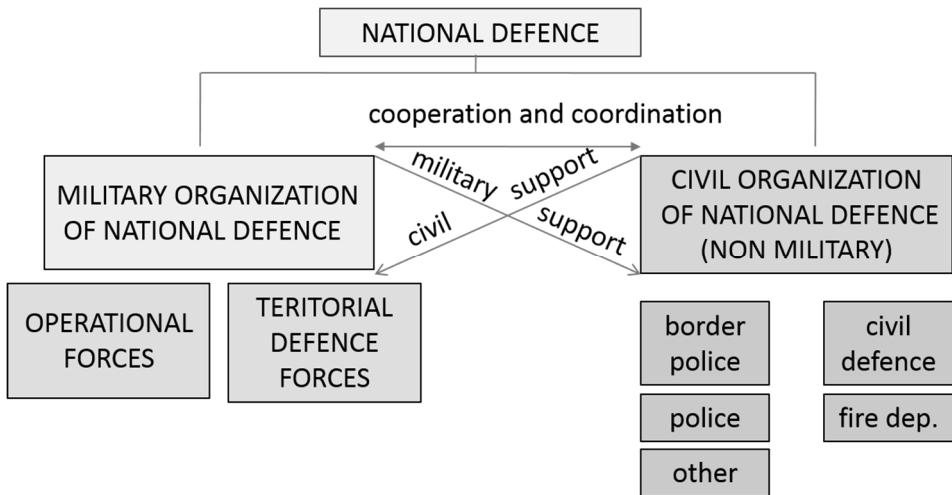 NATIONAL DEFENCE
cooperation and coordination
military support
civil support
MILITARY ORGANIZATION
OF NATIONAL DEFENCE
CIVIL ORGANIZATION
OF NATIONAL DEFENCE
(NON MILITARY)
OPERATIONAL
FORCES
TERITORIAL
DEFENCE
FORCES
border
police
civil
defence
police
fire dep.
other